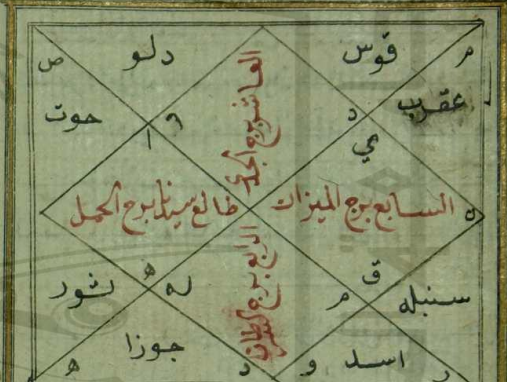 قوس
دلو
عقرب
حوت
العاشر برج الجدي
السابع برج الميزان
طالع سيدنا برج الحمل
الرابع برج السرطان
سنبله
ثور
جوزا
اسد